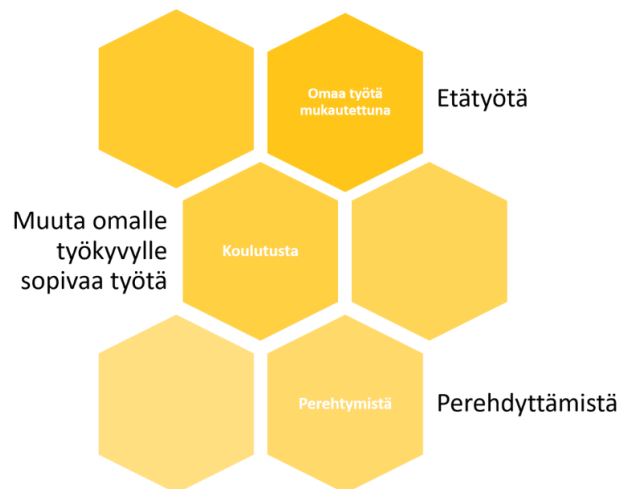 Omaa työtä
mukautettuna
Etätyötä
Muuta omalle
työkyvylle
sopivaa työtä
Koulutusta
Perehtymistä
Perehdyttämistä